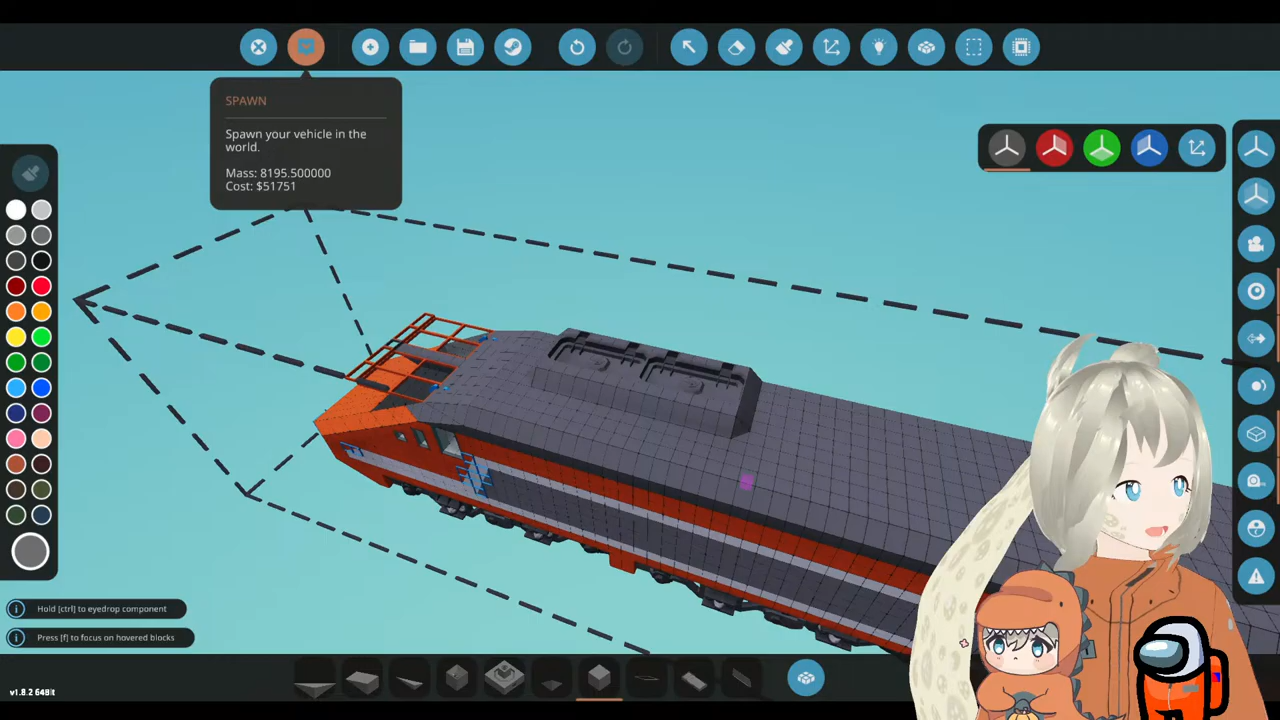 SPAWN
Spawn your vehicle in the
world.
Mass: 8195.500000
Cost: $51751
Hold [ctrl] to eyedrop component
Press [f] to focus on hovered blocks
v1.8.2 64Bit